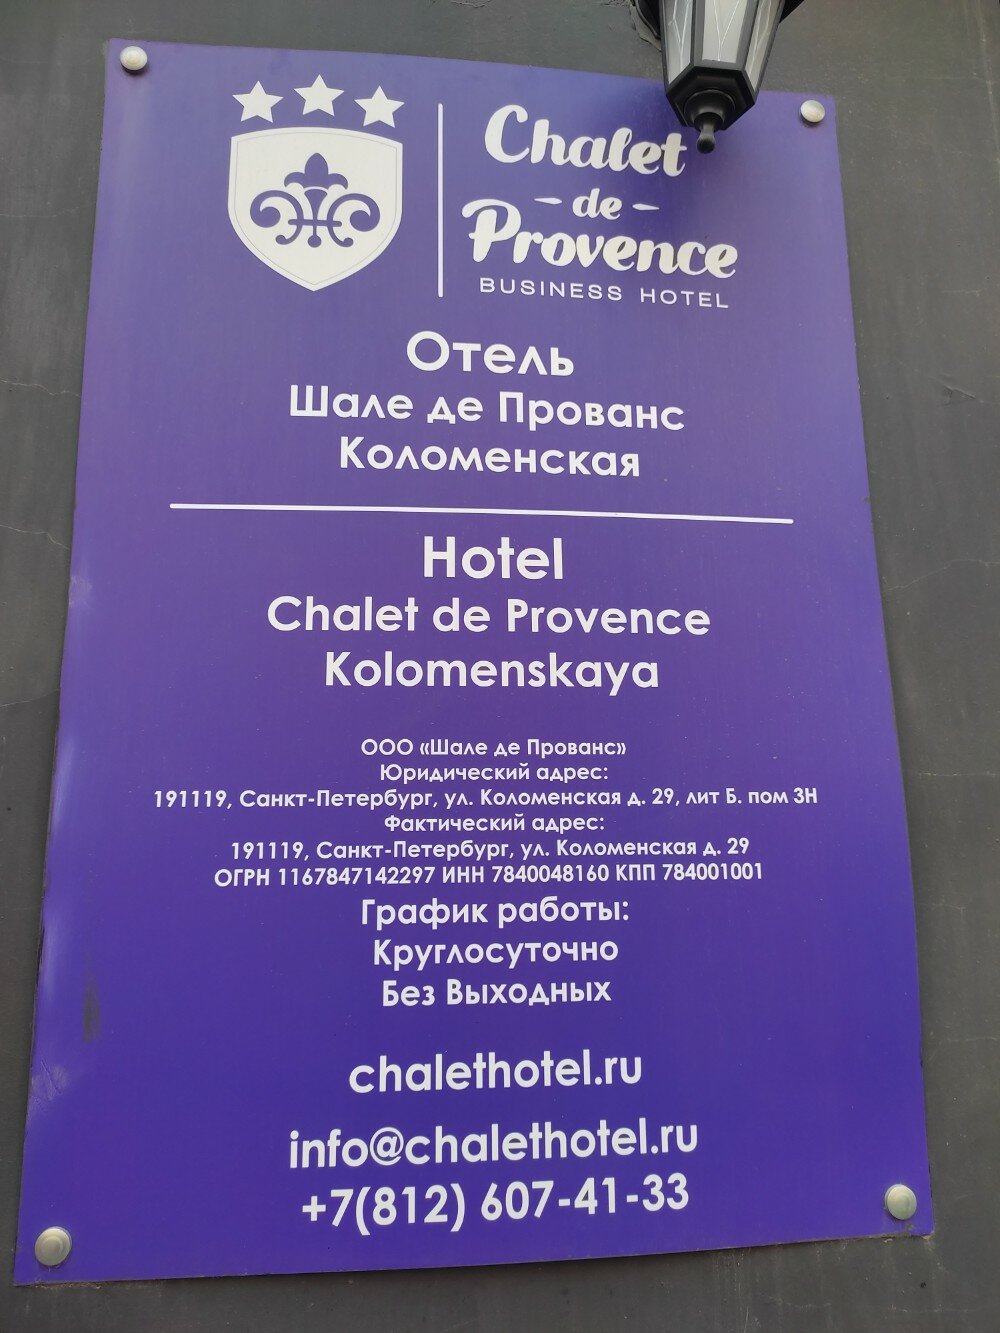 Chalet
- de -
Provence
BUSINESS HOTEL
Отель
Шале де Прованс
Коломенская
Hotel
Chalet de Provence
Kolomenskaya
ООО «Шале де Прованс»
Юридический адрес:
191119, Санкт-Петербург, ул. Коломенская д. 29, лит Б. пом 3Н
Фактический адрес:
191119, Санкт-Петербург, ул. Коломенская д. 29
ОГРН 1167847142297 ИНН 7840048160 КПП 784001001
График работы:
Круглосуточно
Без Выходных
chalethotel.ru
info@chalethotel.ru
+7(812) 607-41-33